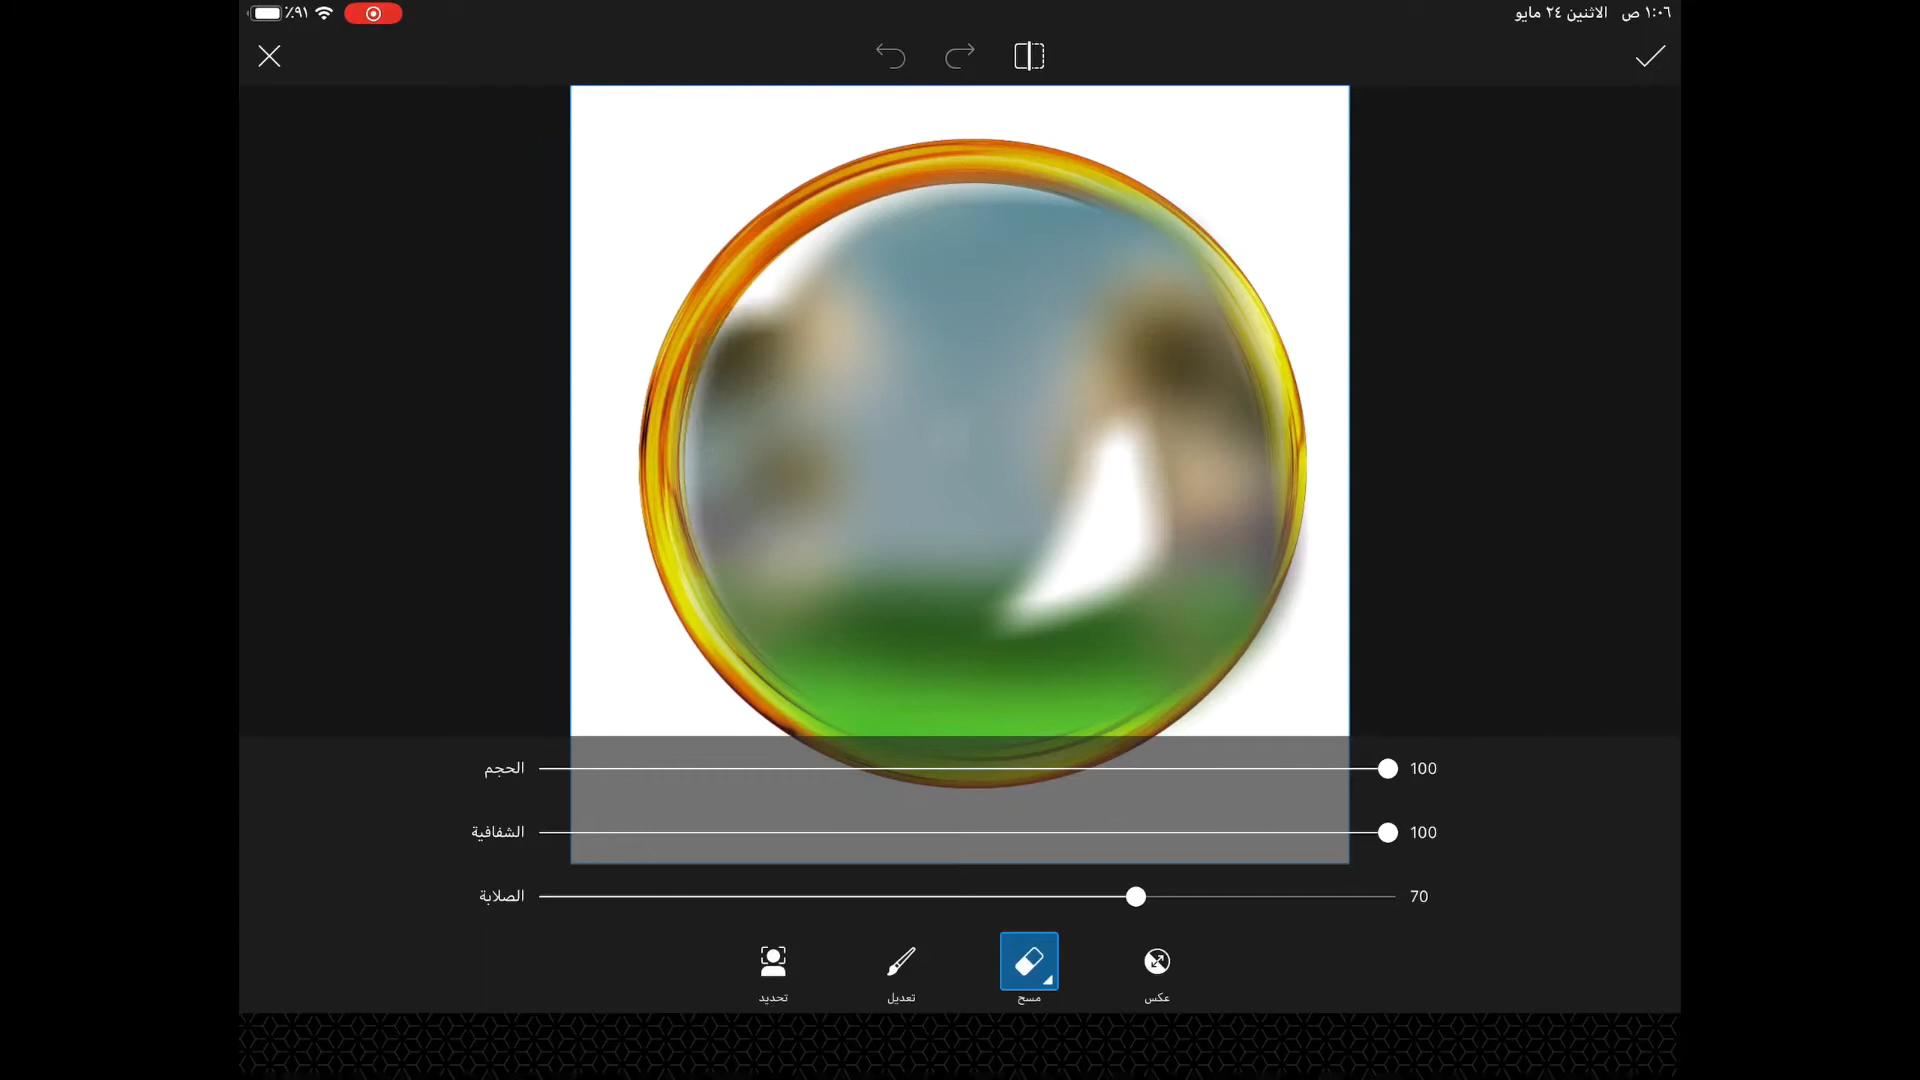 ١:٠٦ ص الاثنين ٢٤ مايو
٩١٪
الحجم 100
الشفافية 100
الصلابة 70
تحديد
تعديل
مسح
عكس